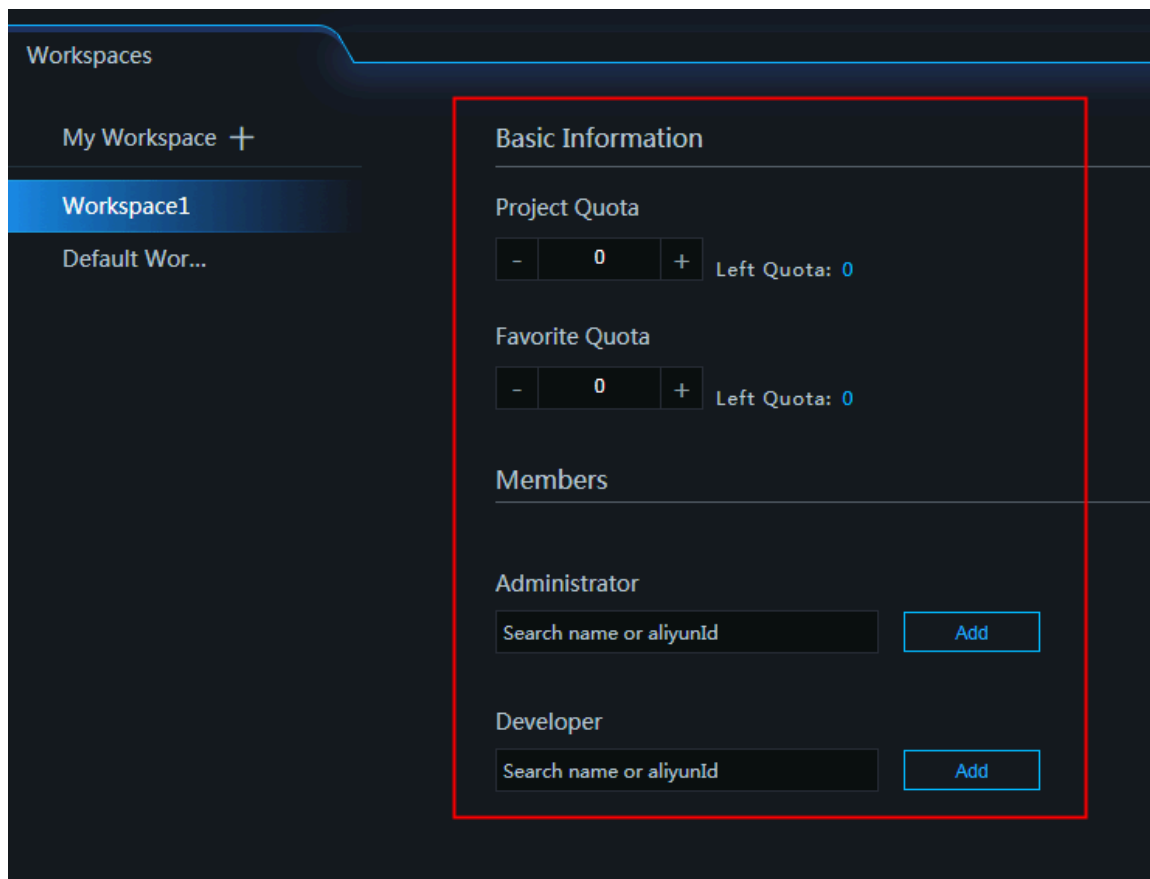 Workspaces
My Workspace +
Workspace1
Default Wor...
Basic Information
Project Quota
- 0 + Left Quota: 0
Favorite Quota
- 0 + Left Quota: 0
Members
Administrator
Search name or aliyunId Add
Developer
Search name or aliyunId Add